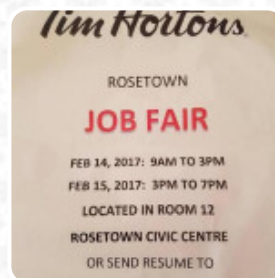 Tim Hortons
ROSETOWN
JOB FAIR
FEB 14, 2017: 9AM TO 3PM
FEB 15, 2017: 3PM TO 7PM
LOCATED IN ROOM 12
ROSETOWN CIVIC CENTRE
OR SEND RESUME TO